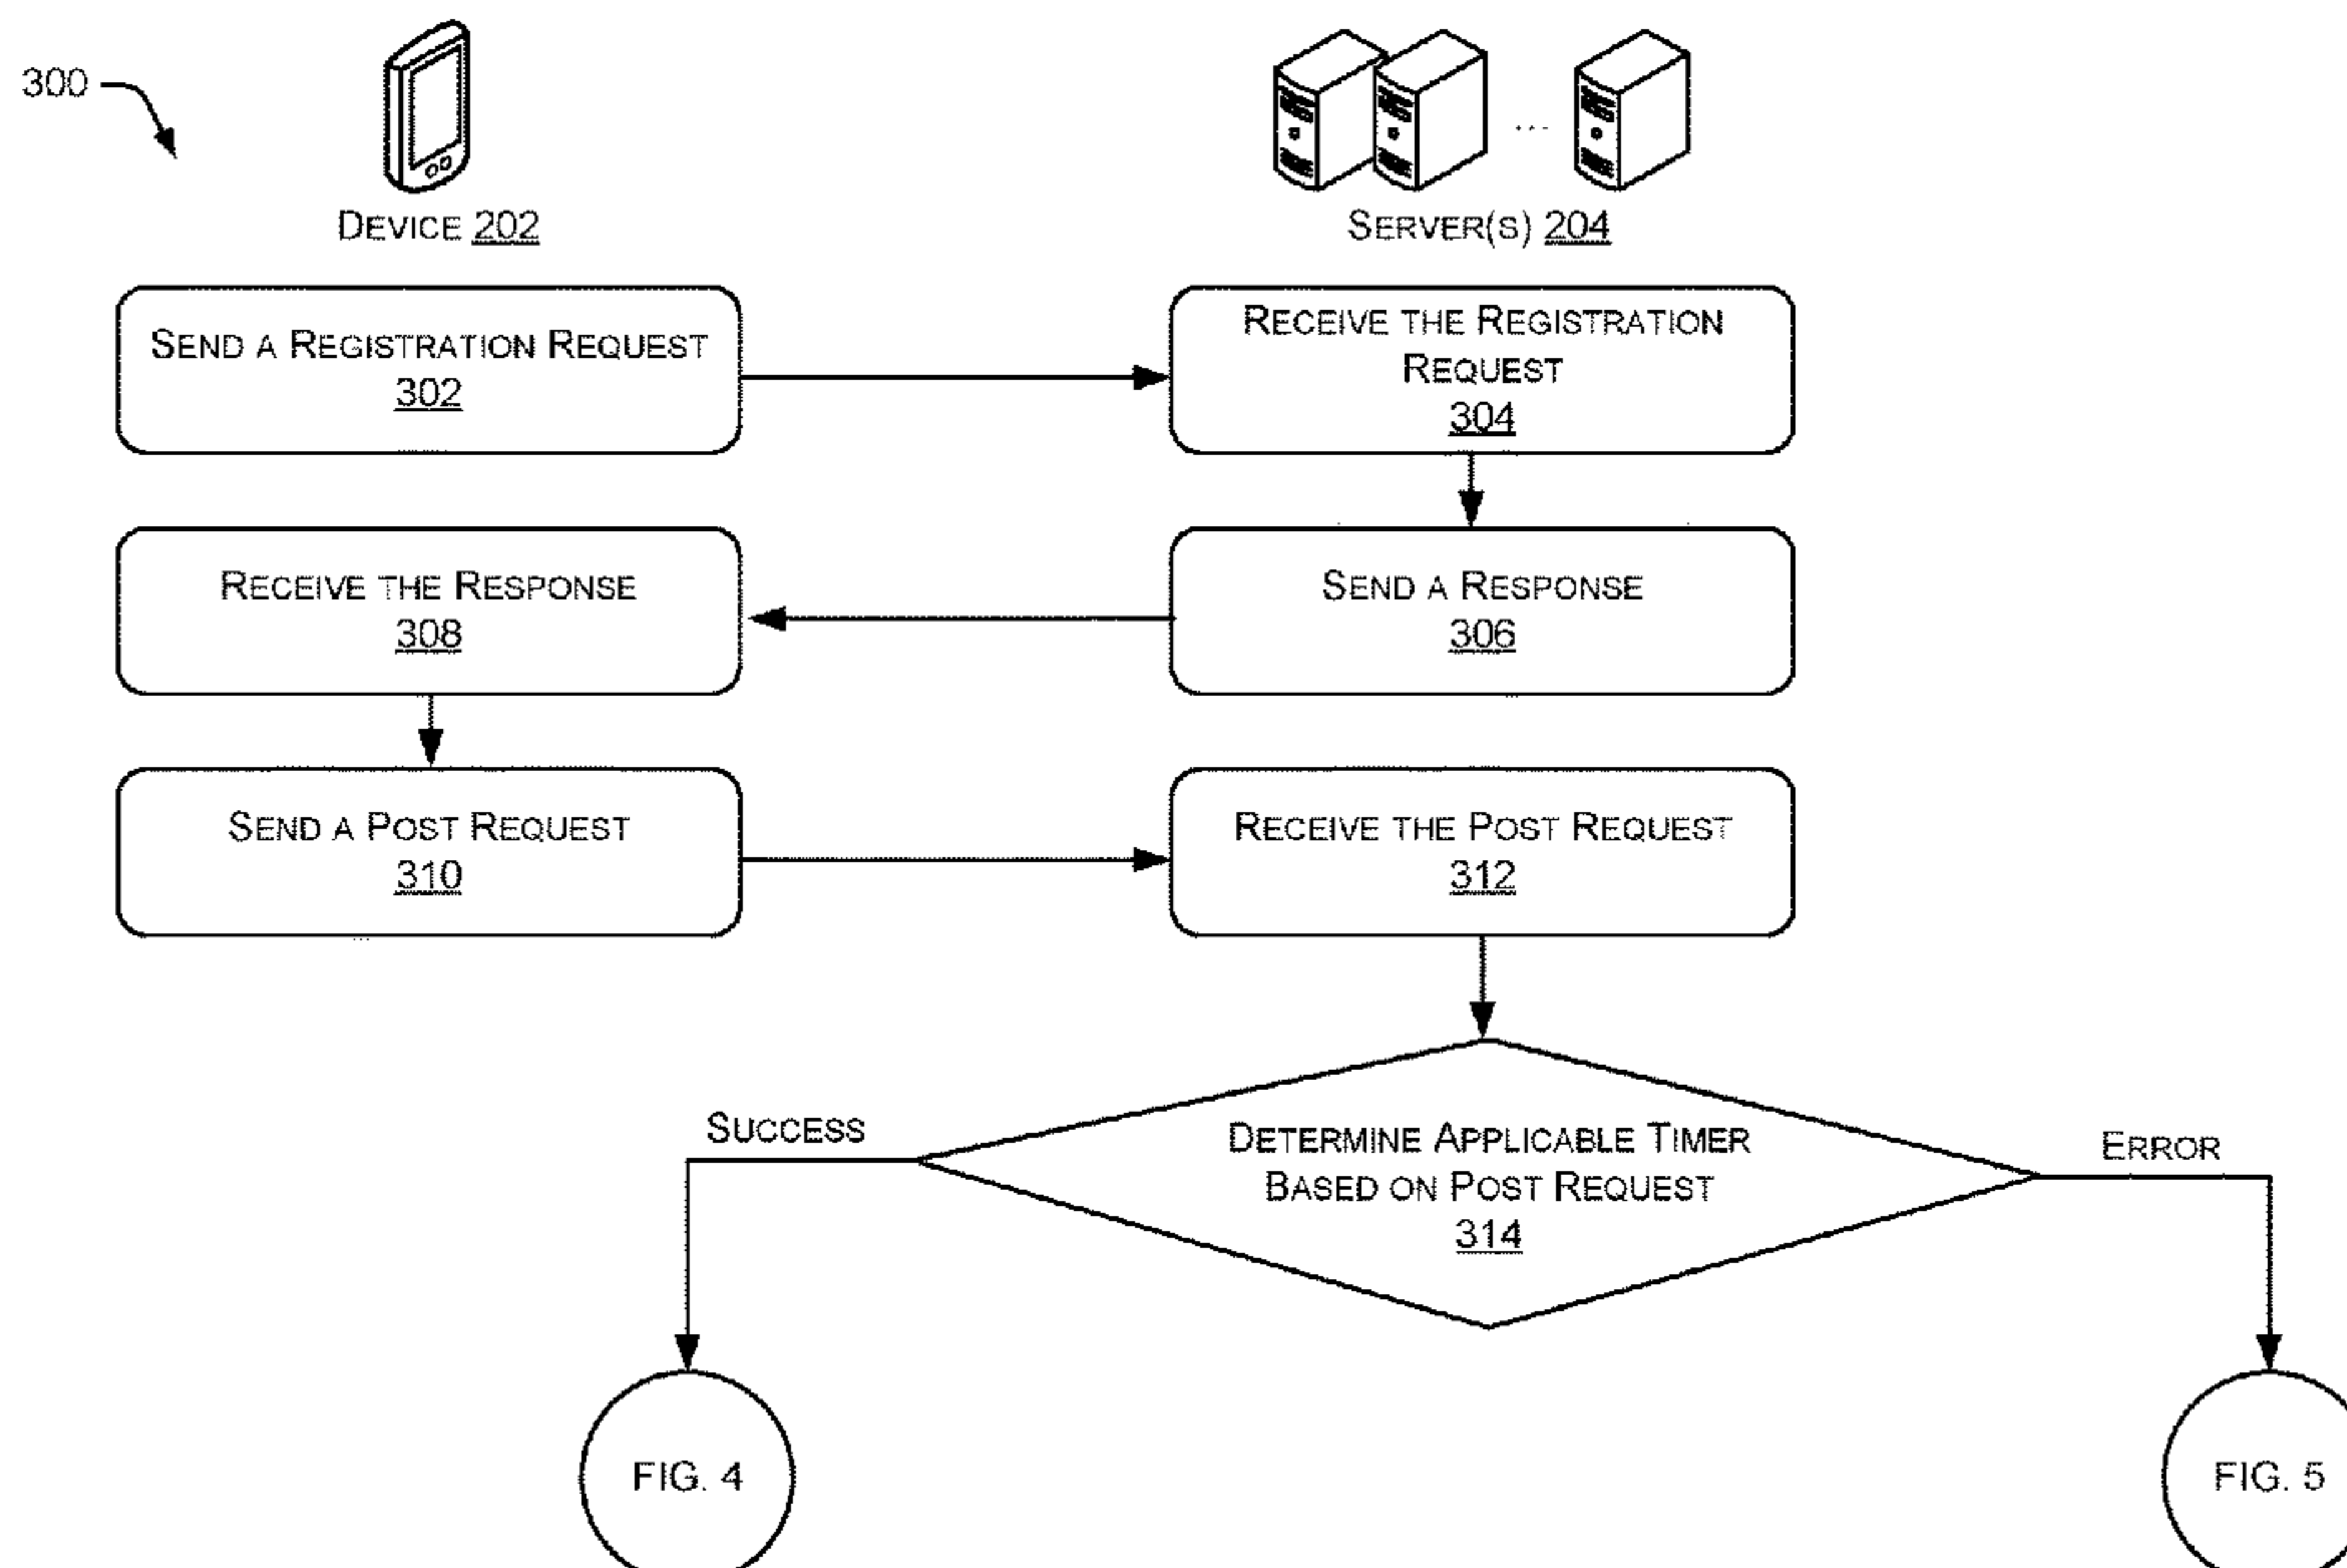 300
DEVICE 202
SERVER(S) 204
SEND A REGISTRATION REQUEST
302
RECEIVE THE REGISTRATION
REQUEST
304
RECEIVE THE RESPONSE
308
SEND A RESPONSE
306
SEND A POST REQUEST
310
RECEIVE THE POST REQUEST
312
SUCCESS
DETERMINE APPLICABLE TIMER
BASED ON POST REQUEST
314
ERROR
FIG. 4
FIG. 5